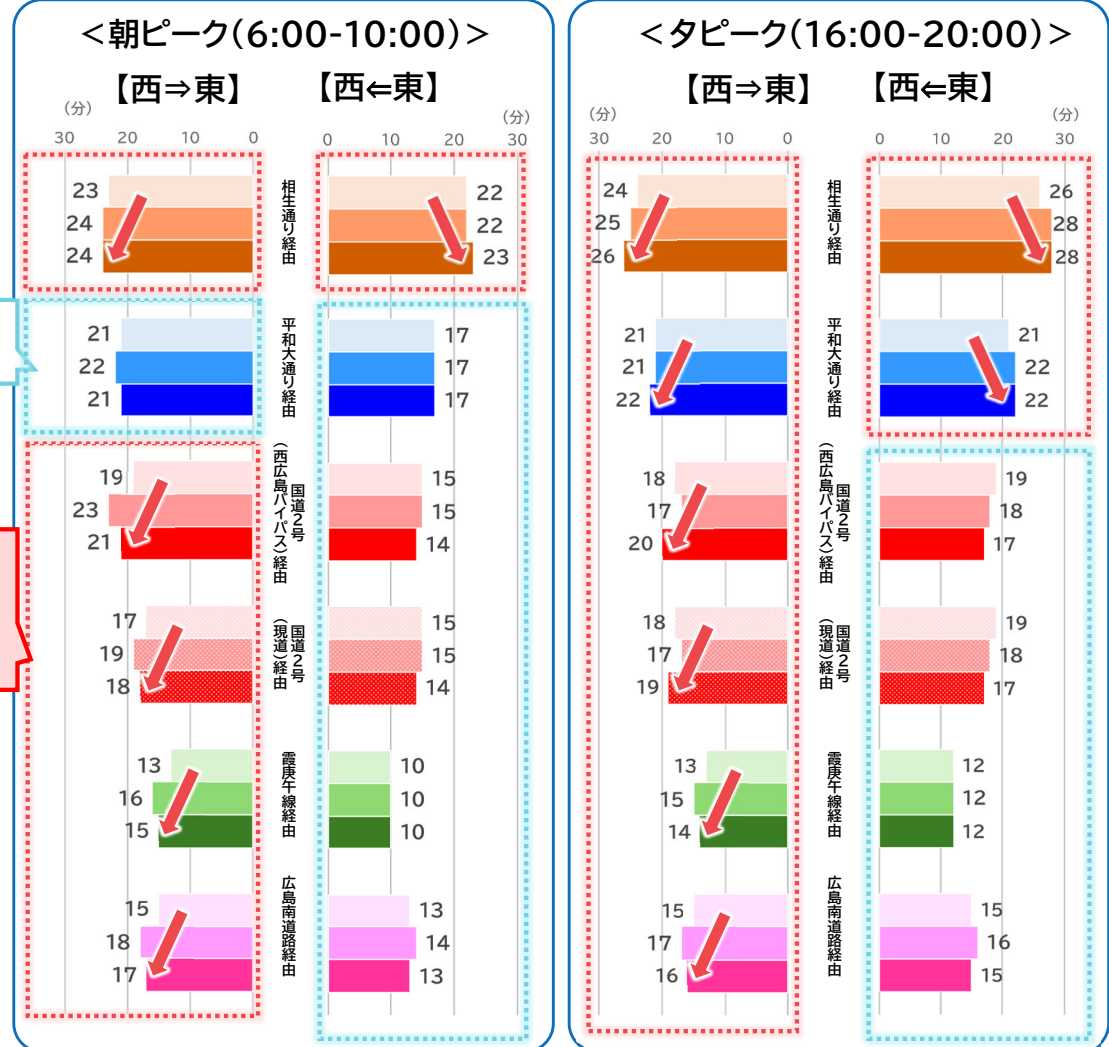 ＜朝ピーク(6:00-10:00)＞
【西⇒東】 【西⇐東】
(分) (分)
30 20 10 0 0 10 20 30
相生通り経由
23 22
24 22
24 23
平和大通り経由
21 17
22 17
21 17
国道２号
(西広島バイパス)経由
19 15
23 15
21 14
国道２号
(現道)経由
17 15
19 15
18 14
霞庚午線経由
13 10
16 10
15 10
広島南道路経由
15 13
18 14
17 13
＜夕ピーク(16:00-20:00)＞
【西⇒東】 【西⇐東】
(分) (分)
30 20 10 0 0 10 20 30
相生通り経由
24 26
25 28
26 28
平和大通り経由
21 21
21 22
22 22
国道２号
(西広島バイパス)経由
18 19
17 18
20 17
国道２号
(現道)経由
18 19
17 18
19 17
霞庚午線経由
13 12
15 12
14 12
広島南道路経由
15 15
17 16
16 15